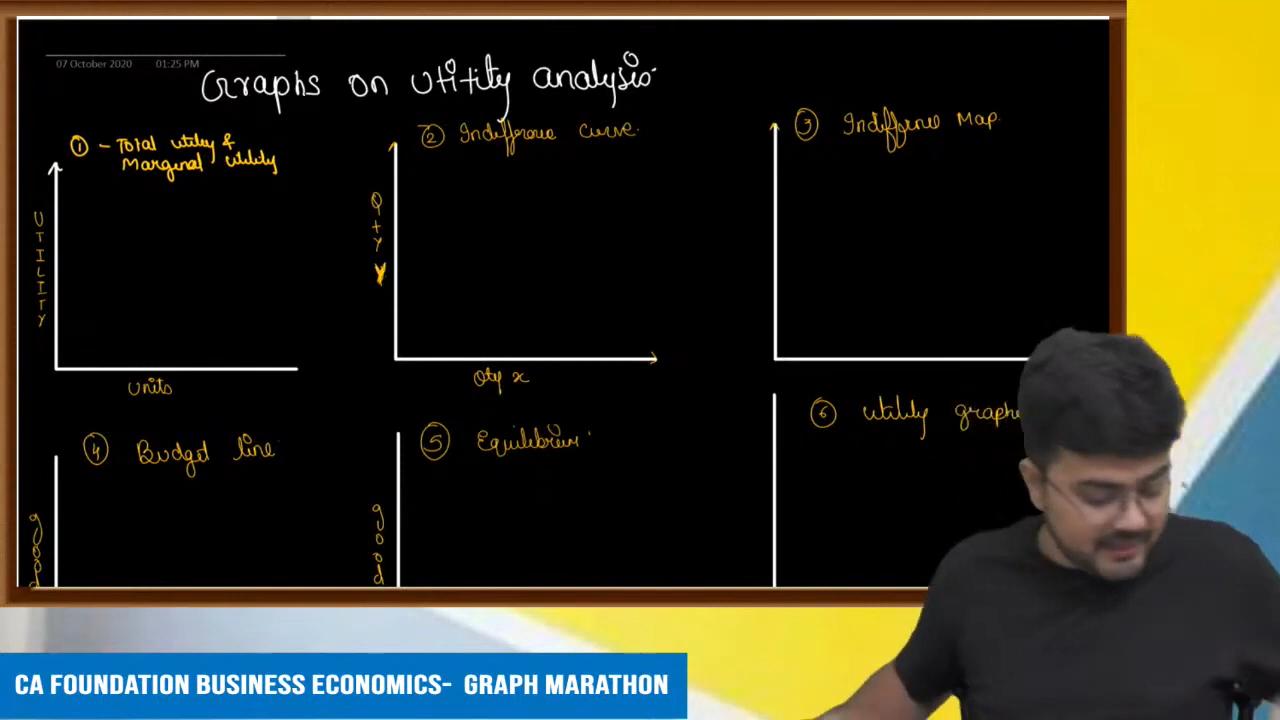 07 October 2020 01:25 PM
Graphs on Utility analysis
① - Total utility &
Marginal utility
② Indifference Curve.
③ Indiffernce Map.
UTILITY
Units
Qty Y
Qty x
④ Budget line
⑤ Equilebrium
⑥ Utility graphs
good
good
CA FOUNDATION BUSINESS ECONOMICS- GRAPH MARATHON